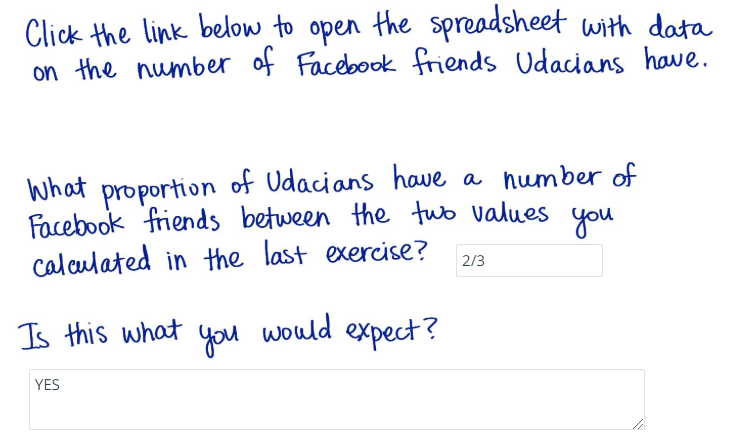 Click the link below to open the spreadsheet with data
on the number of Facebook friends Udacians have.
What proportion of Udacians have a number of
Facebook friends between the two values you
calculated in the last exercise? 2/3
Is this what you would expect?
YES